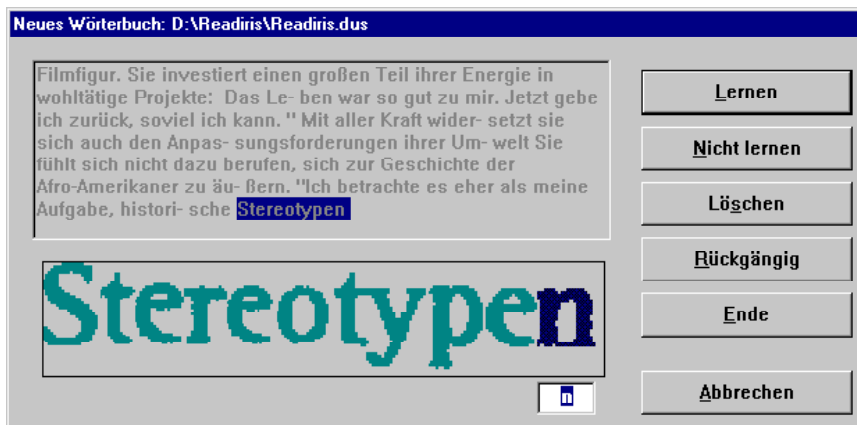 Neues Wörterbuch: D:\Readiris\Readiris.dus
Filmfigur. Sie investiert einen großen Teil ihrer Energie in
wohltätige Projekte:  Das Le- ben war so gut zu mir. Jetzt gebe
ich zurück, soviel ich kann. " Mit aller Kraft wider- setzt sie
sich auch den Anpas- sungsforderungen ihrer Um- welt Sie
fühlt sich nicht dazu berufen, sich zur Geschichte der
Afro-Amerikaner zu äu- ßern. "Ich betrachte es eher als meine
Aufgabe, histori- sche Stereotypen
Stereotypen
n
Lernen
Nicht lernen
Löschen
Rückgängig
Ende
Abbrechen